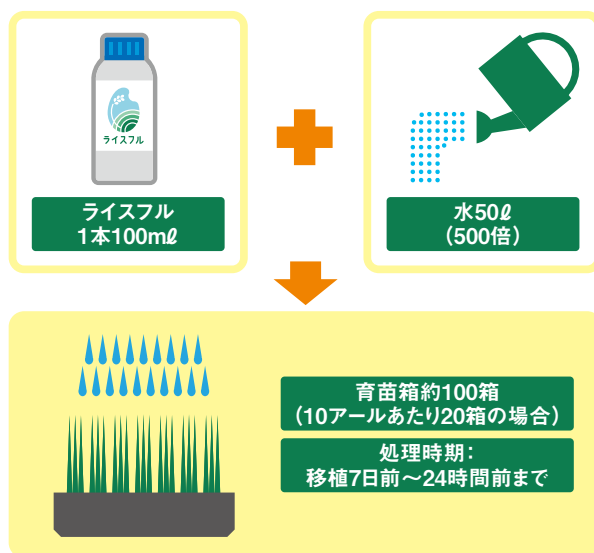 ライスフル
ライスフル
1本100mℓ
水50ℓ
（500倍）
育苗箱約100箱
（10アールあたり20箱の場合）
処理時期：
移植7日前～24時間前まで